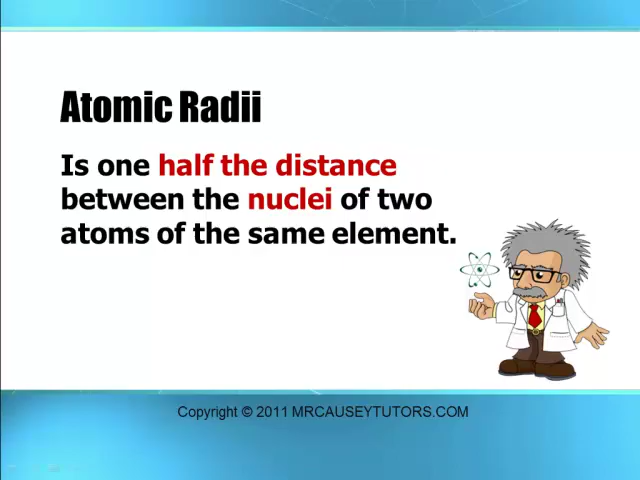 Atomic Radii
Is one half the distance
between the nuclei of two
atoms of the same element.
Copyright © 2011 MRCAUSEYTUTORS.COM